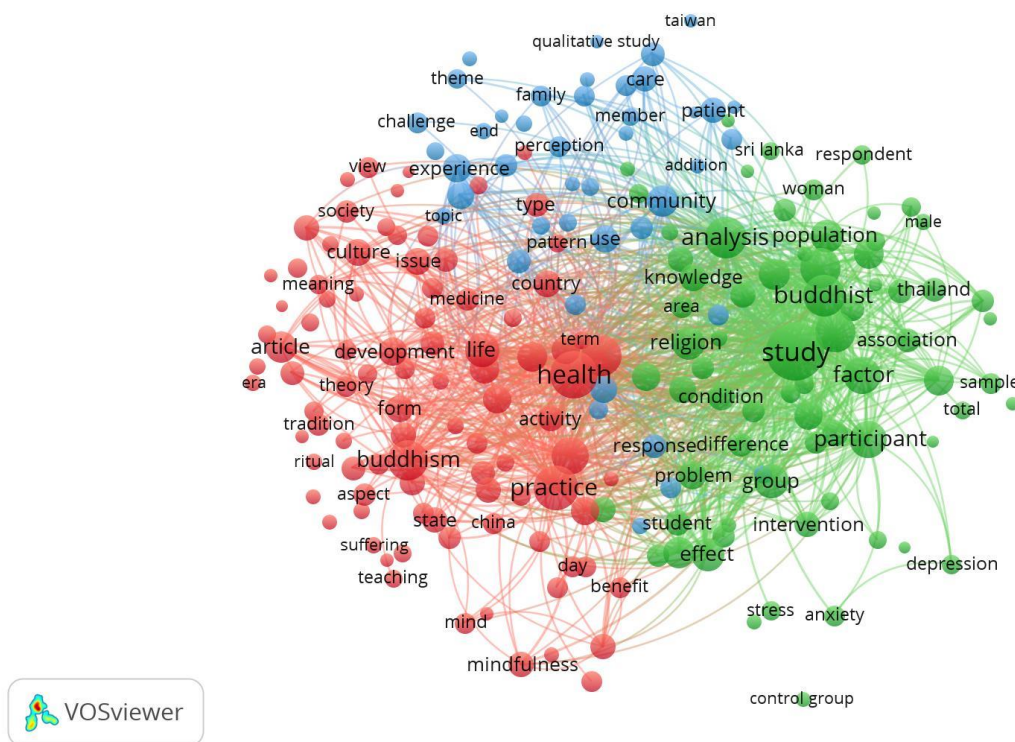 taiwan
qualitative study
theme
care
family
member
patient
challenge
end
perception
sri lanka
respondent
view
experience
addition
woman
society
topic
type
community
male
culture
issue
pattern
use
analysis
population
meaning
medicine
country
knowledge
buddhist
thailand
area
article
development
life
term
religion
study
association
era
theory
health
condition
factor
sample
tradition
form
activity
total
ritual
buddhism
response
difference
participant
aspect
practice
problem
group
suffering
state
china
student
intervention
teaching
day
benefit
effect
depression
mind
stress
anxiety
mindfulness
control group
VOSviewer